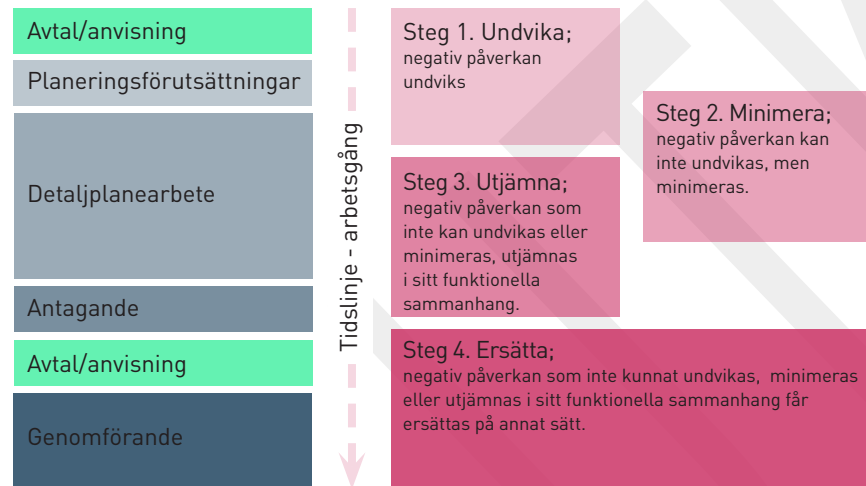 Avtal/anvisning
Planeringsförutsättningar
Detaljplanearbete
Antagande
Avtal/anvisning
Genomförande
Tidslinje - arbetsgång
Steg 1. Undvika;
negativ påverkan
undviks
Steg 2. Minimera;
negativ påverkan kan
inte undvikas, men
minimeras.
Steg 3. Utjämna;
negativ påverkan som
inte kan undvikas eller
minimeras, utjämnas
i sitt funktionella
sammanhang.
Steg 4. Ersätta;
negativ påverkan som inte kunnat undvikas, minimeras
eller utjämnas i sitt funktionella sammanhang får
ersättas på annat sätt.